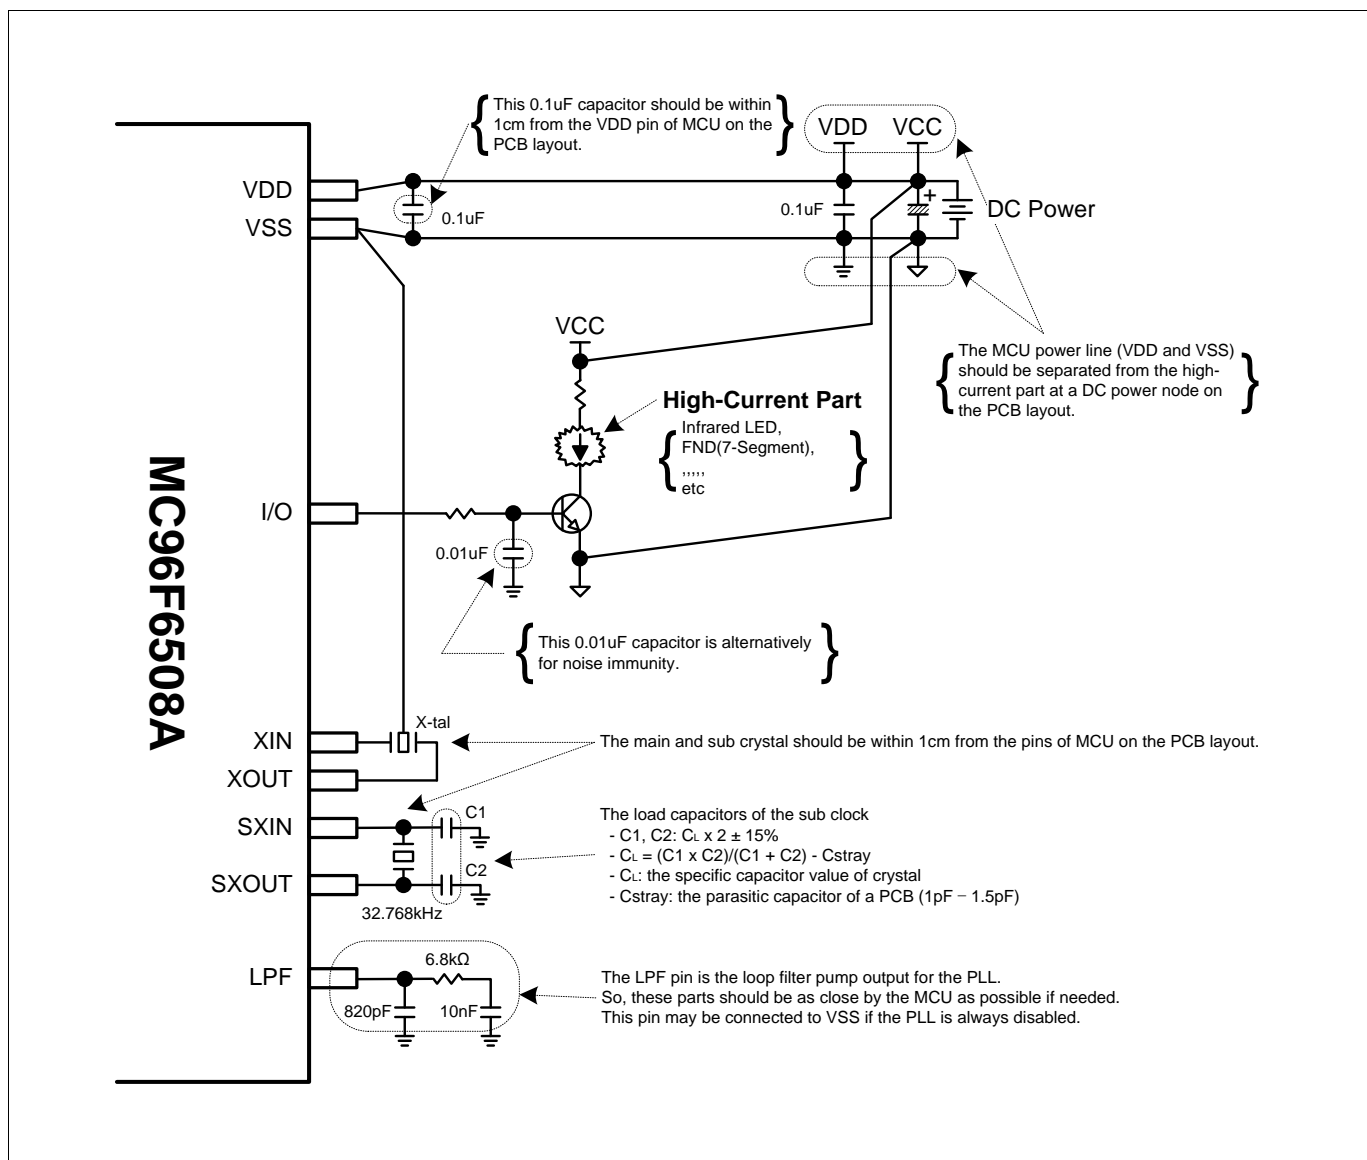 This 0.1uF capacitor should be within
1cm from the VDD pin of MCU on the
PCB layout.
VDD
VCC
VDD
VSS
0.1uF
0.1uF
+
DC Power
VCC
The MCU power line (VDD and VSS)
should be separated from the high-
current part at a DC power node on
the PCB layout.
High-Current Part
Infrared LED,
FND(7-Segment),
,,,,,
etc
MC96F6508A
I/O
0.01uF
This 0.01uF capacitor is alternatively
for noise immunity.
X-tal
XIN
XOUT
The main and sub crystal should be within 1cm from the pins of MCU on the PCB layout.
SXIN
SXOUT
C1
C2
32.768kHz
The load capacitors of the sub clock
- C1, C2: CL x 2 ± 15%
- CL = (C1 x C2)/(C1 + C2) - Cstray
- CL: the specific capacitor value of crystal
- Cstray: the parasitic capacitor of a PCB (1pF – 1.5pF)
LPF
6.8kΩ
820pF
10nF
The LPF pin is the loop filter pump output for the PLL.
So, these parts should be as close by the MCU as possible if needed.
This pin may be connected to VSS if the PLL is always disabled.